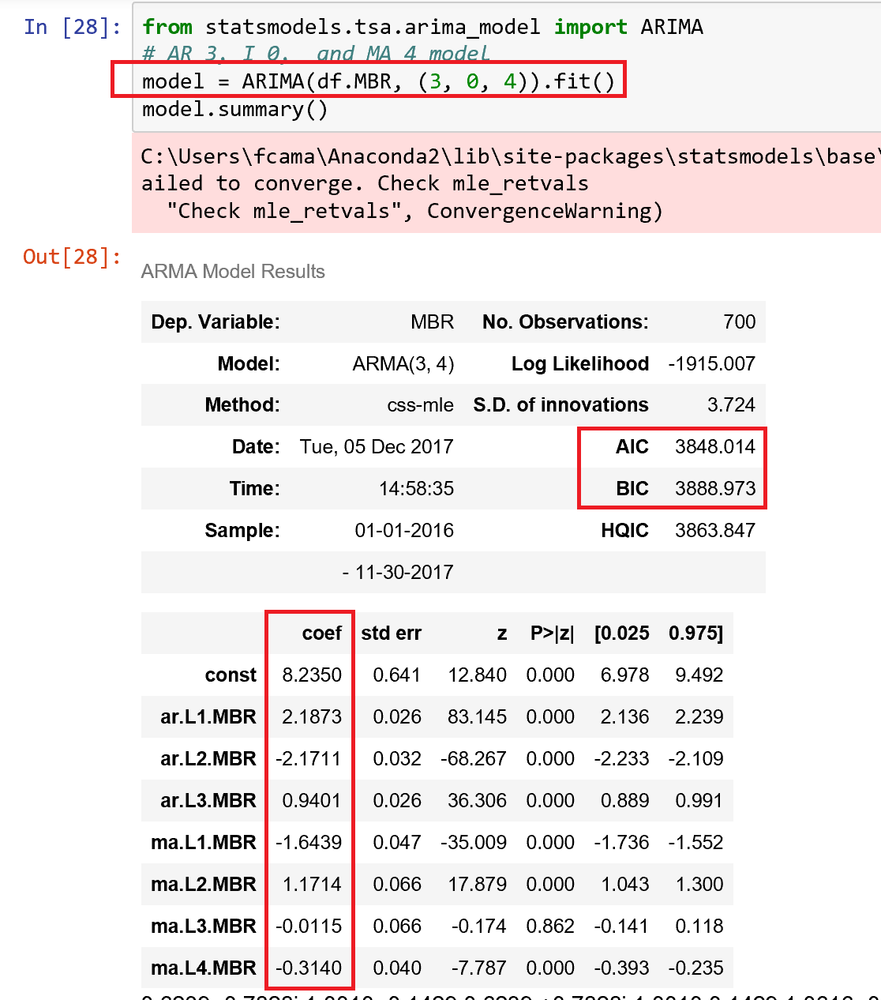 In [28]: from statsmodels.tsa.arima_model import ARIMA
# AR 3, I 0, and MA 4 model
model = ARIMA(df.MBR, (3, 0, 4)).fit()
model.summary()
C:\Users\fcama\Anaconda2\lib\site-packages\statsmodels\base\
ailed to converge. Check mle_retvals
"Check mle_retvals", ConvergenceWarning)
Out[28]:
ARMA Model Results
Dep. Variable: MBR No. Observations: 700
Model: ARMA(3, 4) Log Likelihood -1915.007
Method: css-mle S.D. of innovations 3.724
Date: Tue, 05 Dec 2017 AIC 3848.014
Time: 14:58:35 BIC 3888.973
Sample: 01-01-2016 HQIC 3863.847
- 11-30-2017
coef std err z P>|z| [0.025 0.975]
const 8.2350 0.641 12.840 0.000 6.978 9.492
ar.L1.MBR 2.1873 0.026 83.145 0.000 2.136 2.239
ar.L2.MBR -2.1711 0.032 -68.267 0.000 -2.233 -2.109
ar.L3.MBR 0.9401 0.026 36.306 0.000 0.889 0.991
ma.L1.MBR -1.6439 0.047 -35.009 0.000 -1.736 -1.552
ma.L2.MBR 1.1714 0.066 17.879 0.000 1.043 1.300
ma.L3.MBR -0.0115 0.066 -0.174 0.862 -0.141 0.118
ma.L4.MBR -0.3140 0.040 -7.787 0.000 -0.393 -0.235